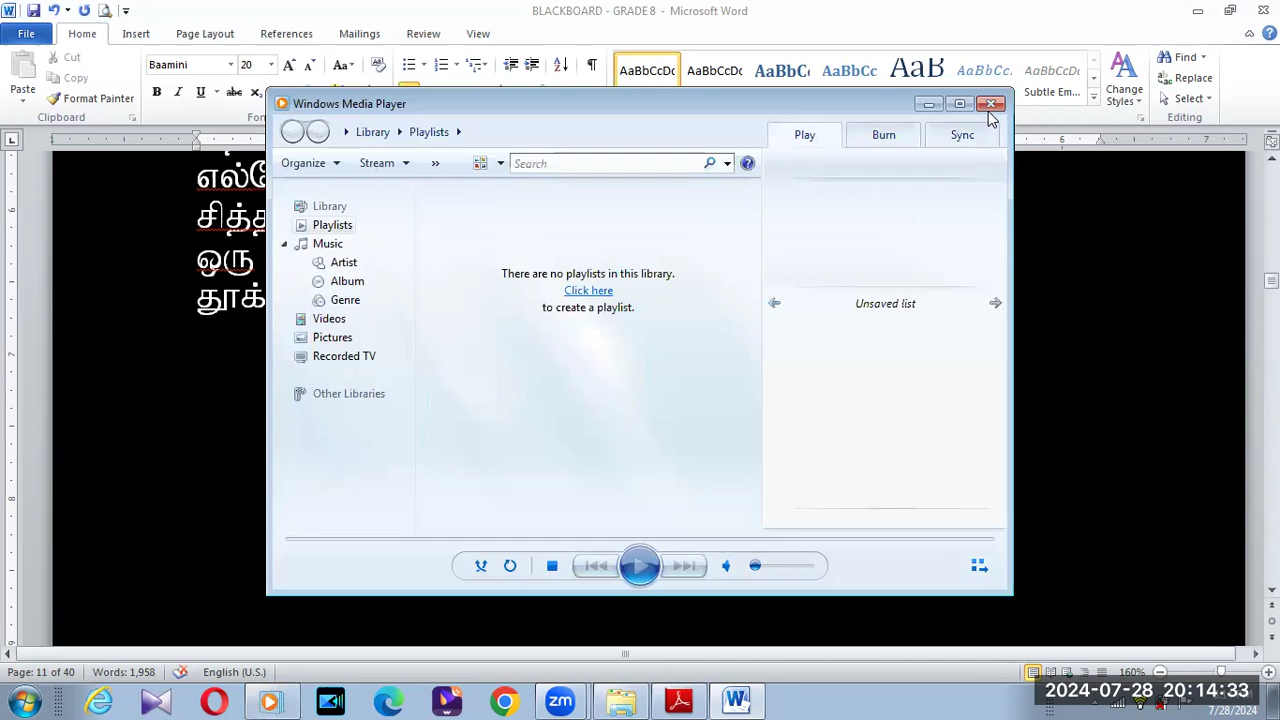 BLACKBOARD - GRADE 8 - Microsoft Word
File Home Insert Page Layout References Mailings Review View
Cut
Copy
Format Painter
Paste
Clipboard
Baamini 20
B I U abe
AaBbCcDc AaBbCcDc AaBbC AaBbCc AaB AaBbCc. AaBbCcDc
Subtle Em...
Change
Styles
Find
Replace
Select
Editing
Windows Media Player
Library Playlists
Play Burn Sync
Organize Stream » Search
Library
Playlists
Music
Artist
Album
Genre
Videos
Pictures
Recorded TV
Other Libraries
There are no playlists in this library.
Click here
to create a playlist.
Unsaved list
ஒரு
Page: 11 of 40 Words: 1,958 English (U.S.) 160%
2024-07-28 20:14:33
7/28/2024